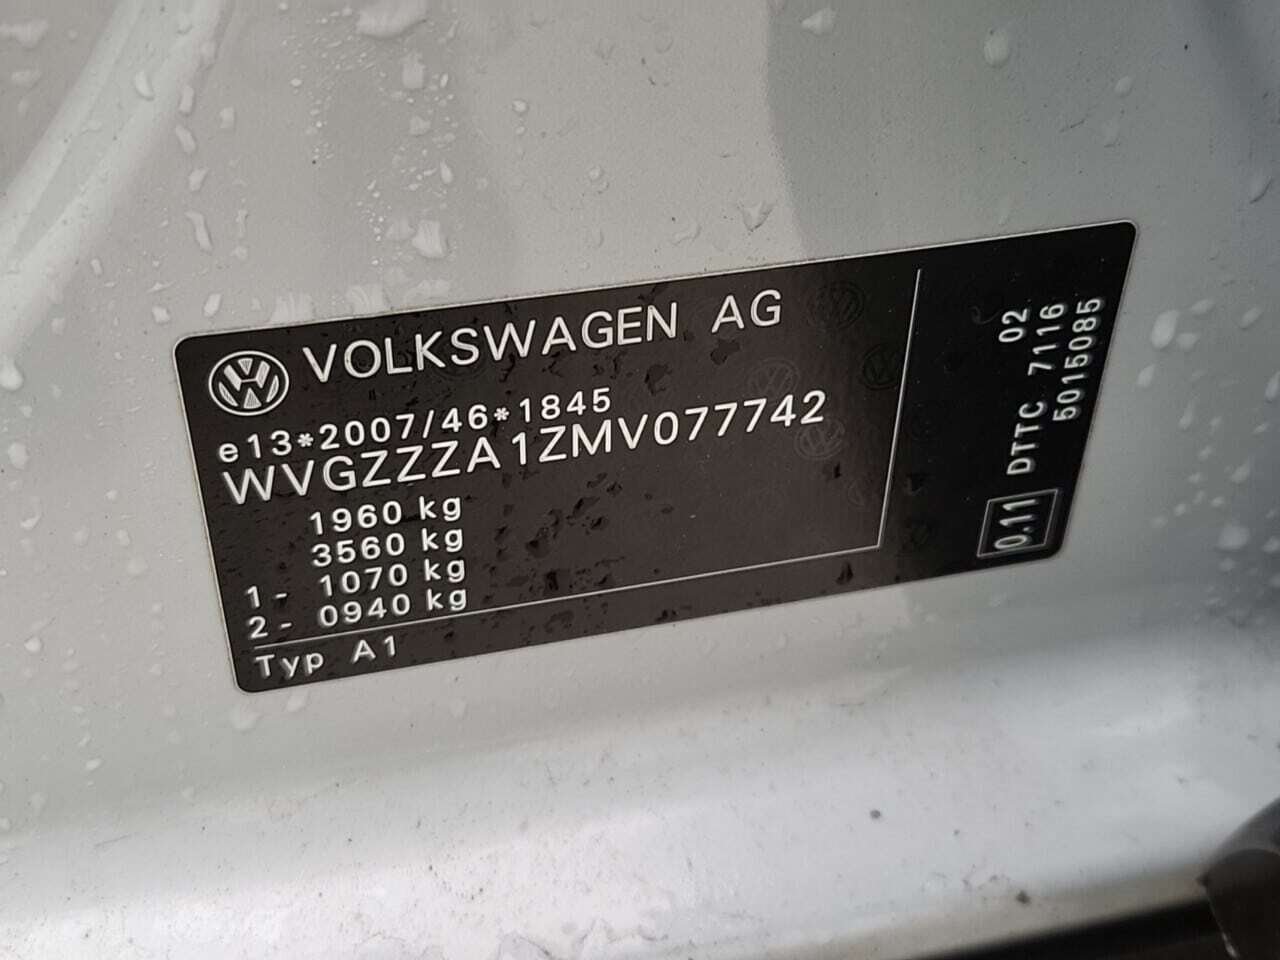 VOLKSWAGEN AG
e13*2007/46*1845
WVGZZZA1ZMV077742
1960 kg
3560 kg
1- 1070 kg
2- 0940 kg
Typ A1
02
DTTC 7116
5015085
0.11